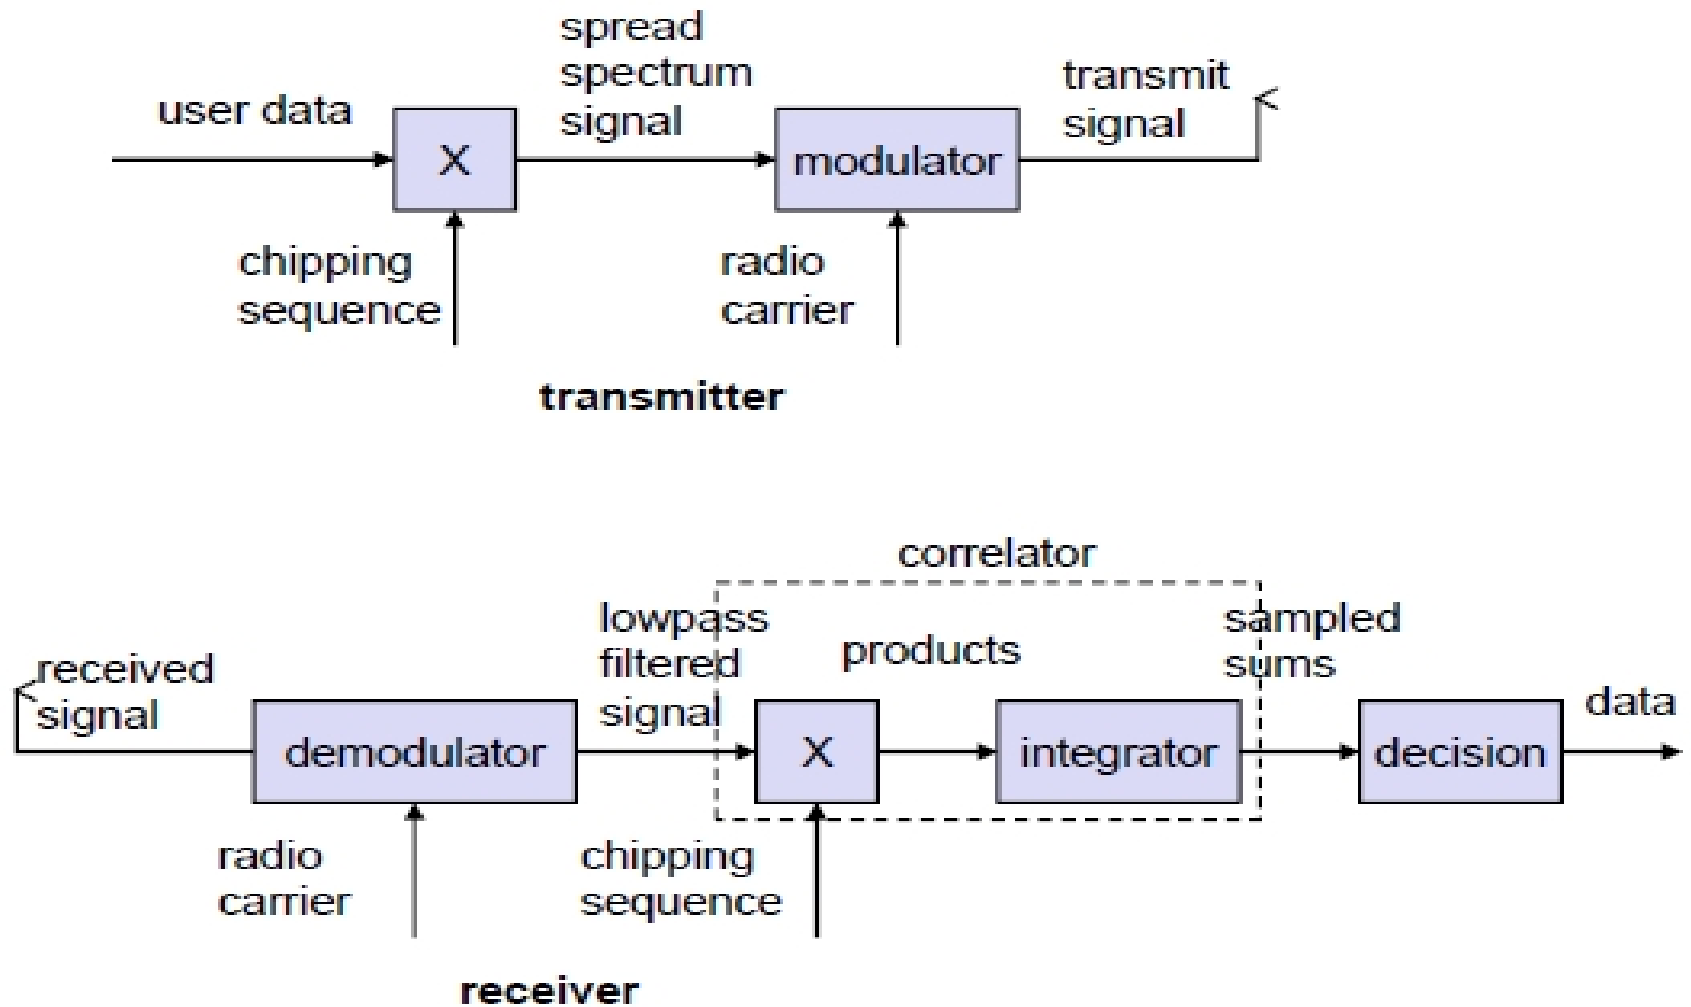 spread
spectrum
signal
user data
transmit
signal
X
modulator
chipping
sequence
radio
carrier
transmitter
correlator
lowpass
filtered
signal
products
sampled
sums
received
signal
data
demodulator
X
integrator
decision
radio
carrier
chipping
sequence
receiver